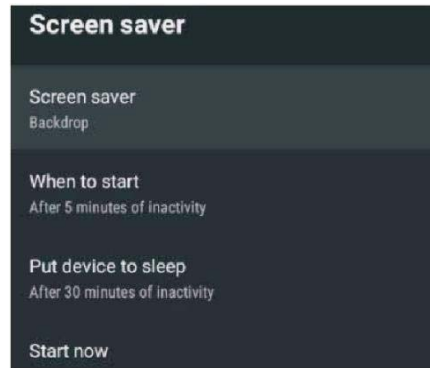 Screen saver
Screen saver
Backdrop
When to start
After 5 minutes of inactivity
Put device to sleep
After 30 minutes of inactivity
Start now